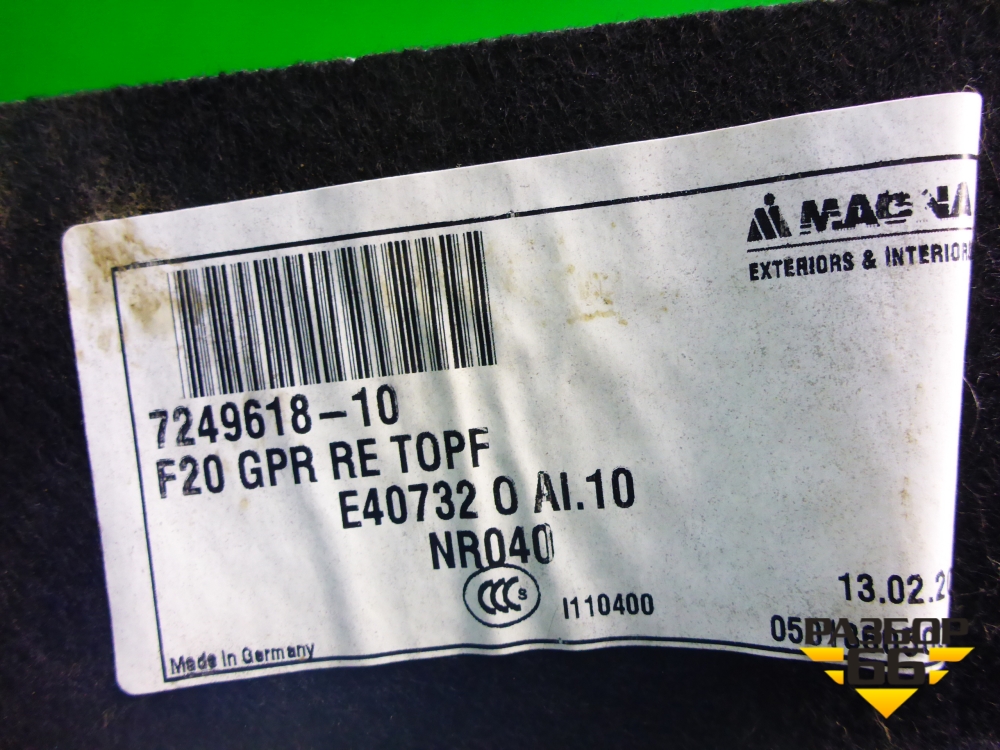 MAGNA
EXTERIORS & INTERIORS
7249618-10
F20 GPR RE TOPF
E40732 0 AI.10
NR040
CCC S
I110400
13.02.20
Made in Germany
РАЗБОР
66